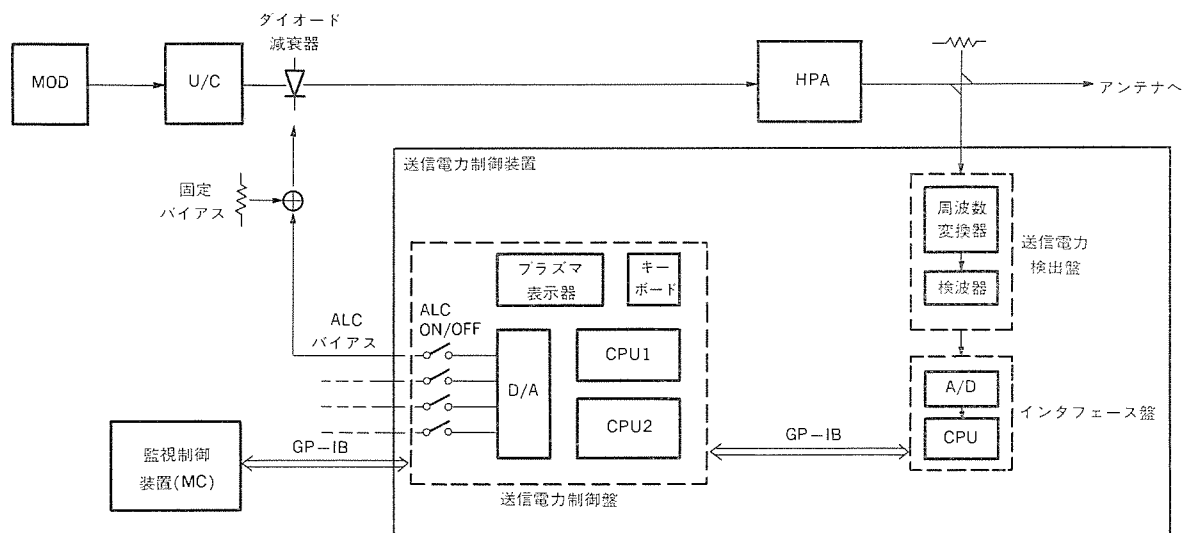 ダイオード
減衰器
MOD
U/C
HPA
アンテナへ
送信電力制御装置
固定
バイアス
周波数
変換器
検波器
送信電力
検出盤
プラズマ
表示器
キー
ボード
ALC
バイアス
ALC
ON/OFF
D/A
CPU1
CPU2
A/D
CPU
インタフェース盤
監視制御
装置(MC)
GP-IB
GP-IB
送信電力制御盤